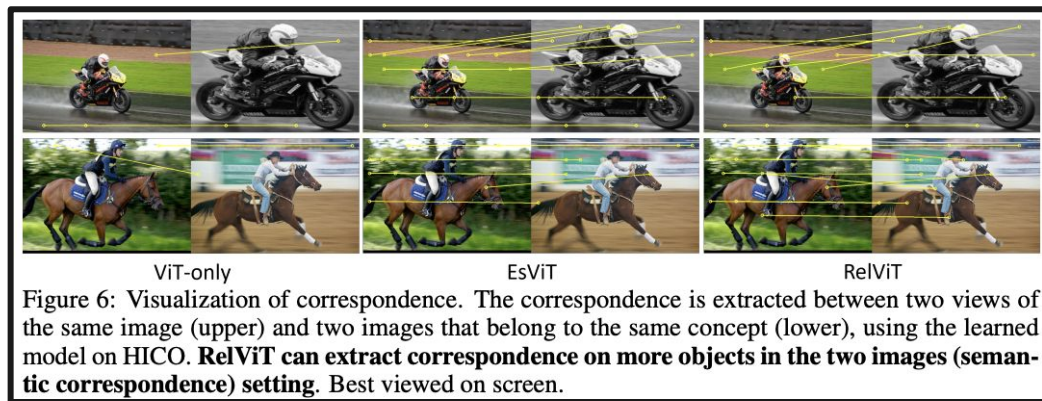 ViT-only EsViT RelViT
Figure 6: Visualization of correspondence. The correspondence is extracted between two views of
the same image (upper) and two images that belong to the same concept (lower), using the learned
model on HICO. RelViT can extract correspondence on more objects in the two images (seman-
tic correspondence) setting. Best viewed on screen.